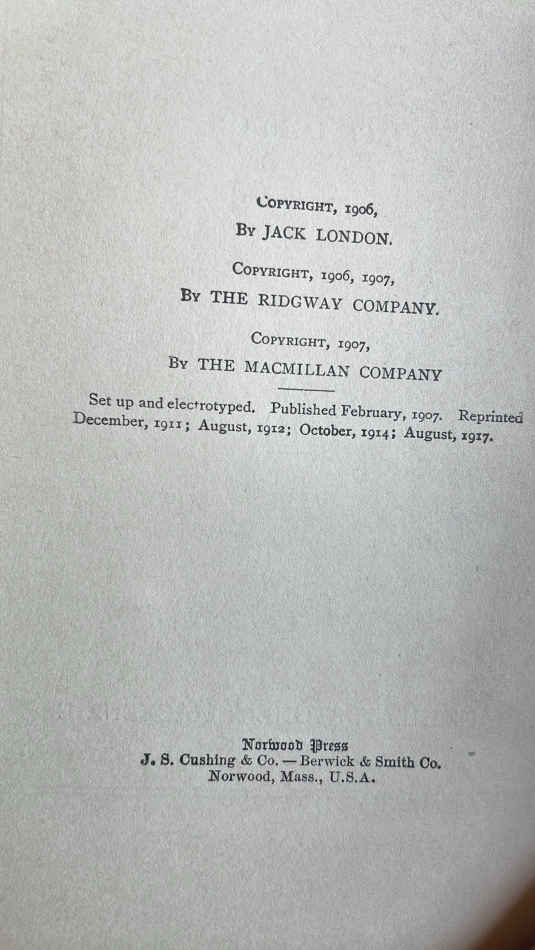 COPYRIGHT, 1906,
BY JACK LONDON.
COPYRIGHT, 1906, 1907,
BY THE RIDGWAY COMPANY.
COPYRIGHT, 1907,
BY THE MACMILLAN COMPANY
Set up and electrotyped. Published February, 1907. Reprinted
December, 1911; August, 1912; October, 1914; August, 1917.
Norwood Press
J. S. Cushing & Co. — Berwick & Smith Co.
Norwood, Mass., U.S.A.